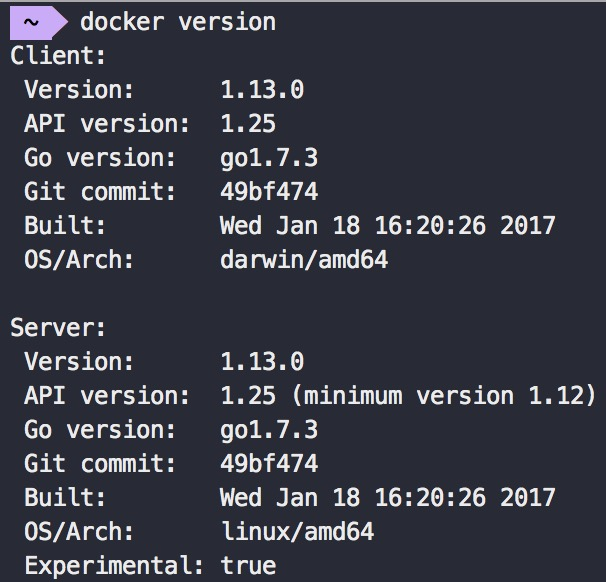 ~ docker version
Client:
 Version:      1.13.0
 API version:  1.25
 Go version:   go1.7.3
 Git commit:   49bf474
 Built:        Wed Jan 18 16:20:26 2017
 OS/Arch:      darwin/amd64

Server:
 Version:      1.13.0
 API version:  1.25 (minimum version 1.12)
 Go version:   go1.7.3
 Git commit:   49bf474
 Built:        Wed Jan 18 16:20:26 2017
 OS/Arch:      linux/amd64
 Experimental: true